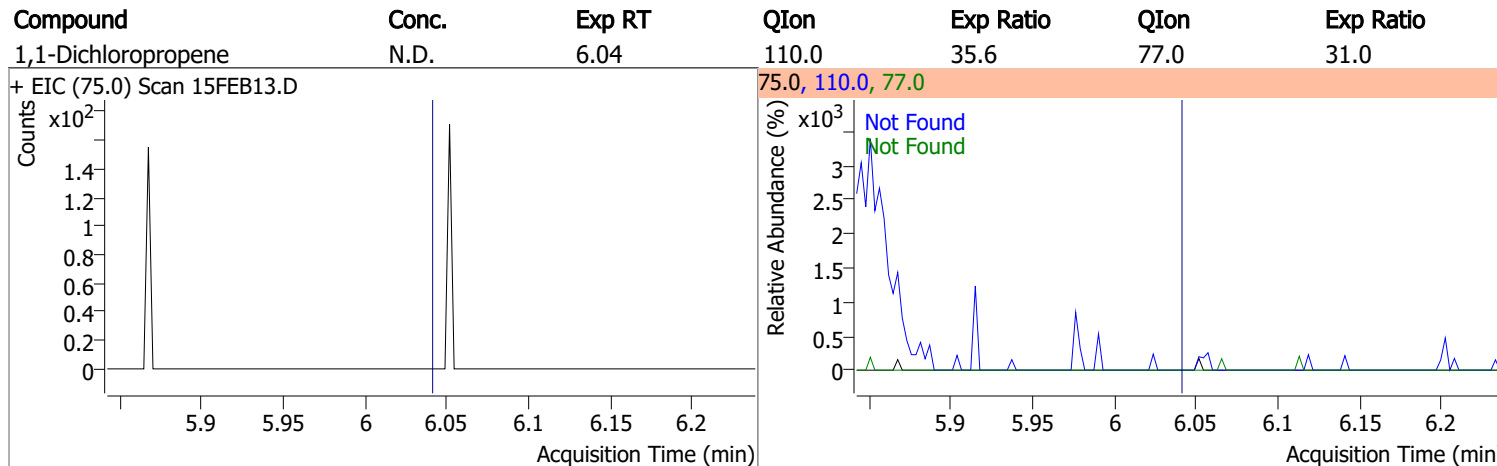 Compound Conc. Exp RT QIon Exp Ratio QIon Exp Ratio
1,1-Dichloropropene N.D. 6.04 110.0 35.6 77.0 31.0
+ EIC (75.0) Scan 15FEB13.D
Counts
x10²
1.4
1.2
1
0.8
0.6
0.4
0.2
0
5.9 5.95 6 6.05 6.1 6.15 6.2
Acquisition Time (min)
75.0, 110.0, 77.0
Relative Abundance (%)
x10³
Not Found
Not Found
3
2.5
2
1.5
1
0.5
0
5.9 5.95 6 6.05 6.1 6.15 6.2
Acquisition Time (min